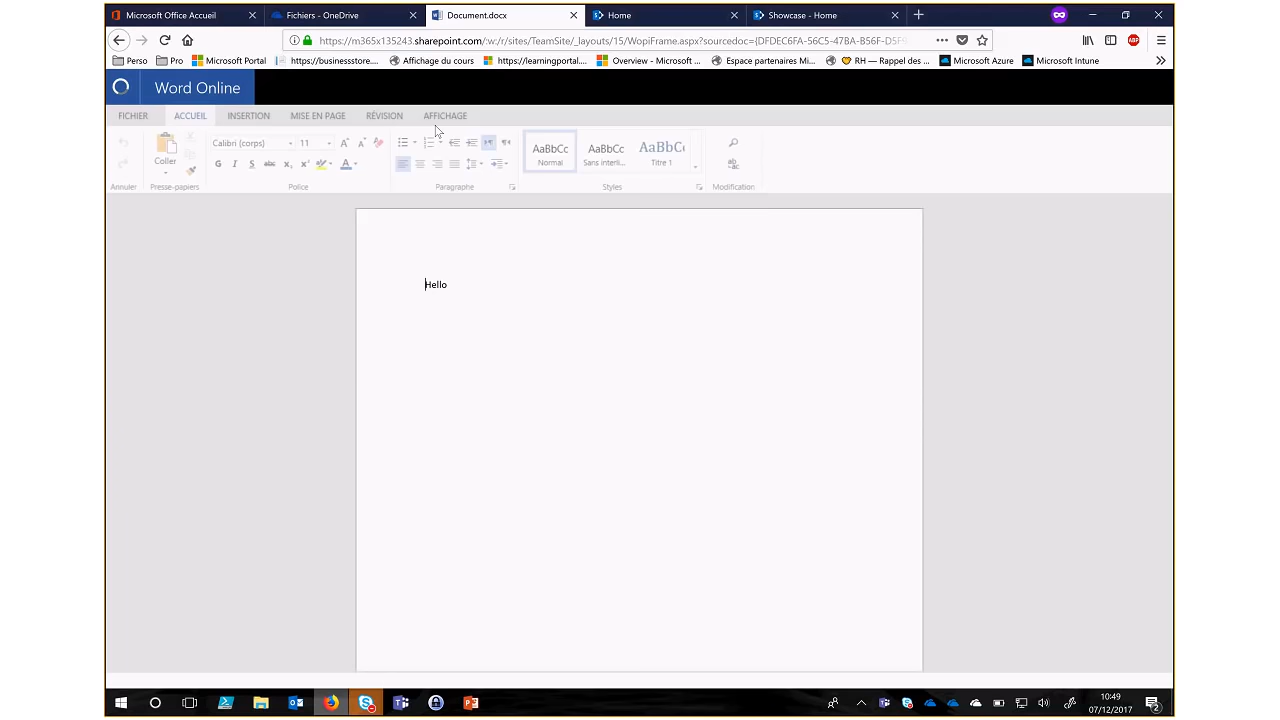 Microsoft Office Accueil
Fichiers - OneDrive
Document.docx
Home
Showcase - Home
https://m365x135243.sharepoint.com/:w:/r/sites/TeamSite/_layouts/15/WopiFrame.aspx?sourcedoc={DFDEC6FA-56C5-47BA-B56F-D5F9
Perso
Pro
Microsoft Portal
https://businessstore....
Affichage du cours
https://learningportal....
Overview - Microsoft ...
Espace partenaires Mi...
RH — Rappel des ...
Microsoft Azure
Microsoft Intune
Word Online
FICHIER ACCUEIL INSERTION MISE EN PAGE RÉVISION AFFICHAGE
Calibri (corps) 11
Coller
G I S
AaBbCc AaBbCc AaBbC
Normal Sans interli... Titre 1
Annuler Presse-papiers Police Paragraphe Styles Modification
Hello
10:49
07/12/2017